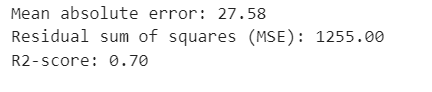 Mean absolute error: 27.58
Residual sum of squares (MSE): 1255.00
R2-score: 0.70